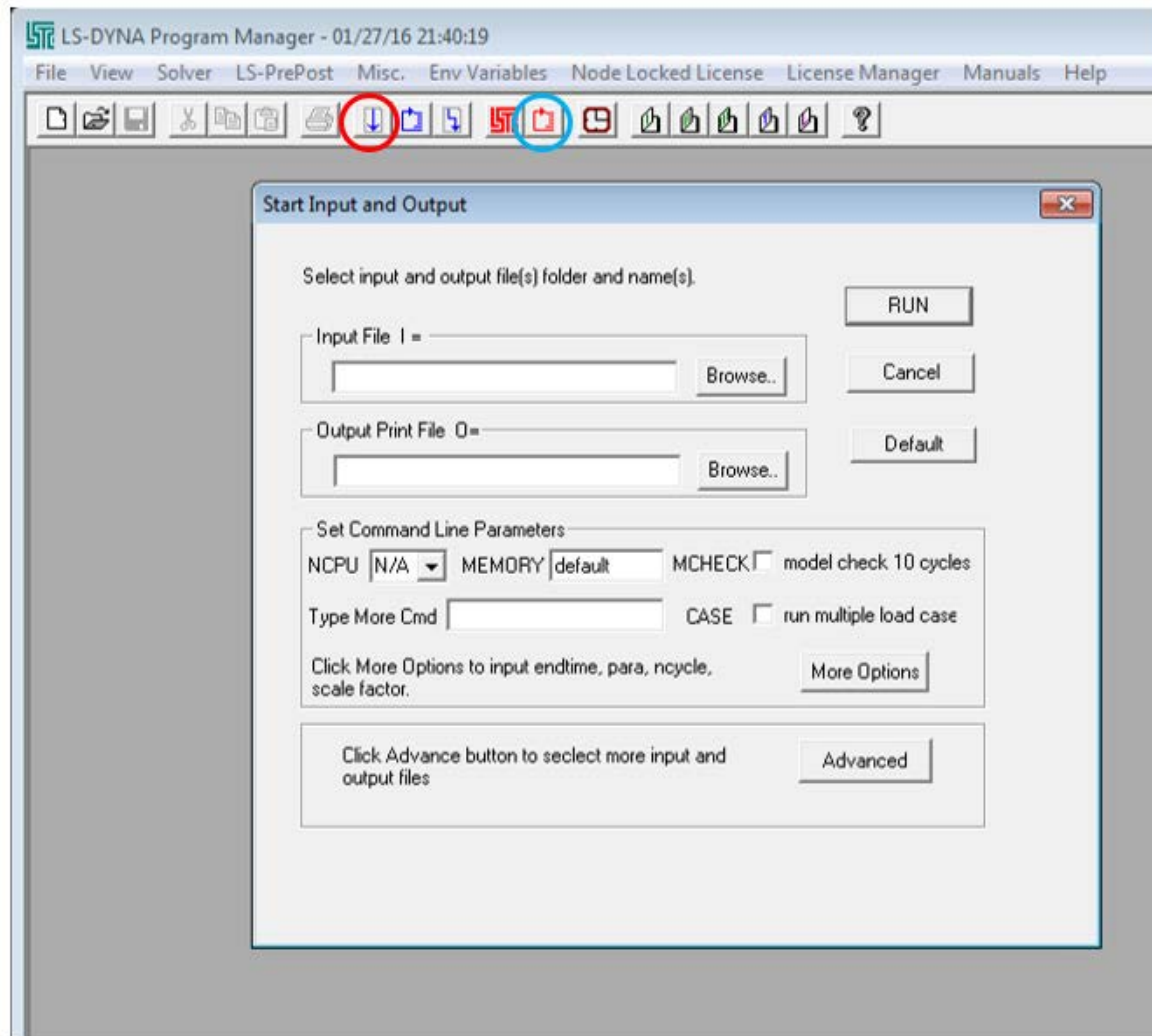 LS-DYNA Program Manager - 01/27/16 21:40:19
File View Solver LS-PrePost Misc. Env Variables Node Locked License License Manager Manuals Help
Start Input and Output
Select input and output file(s) folder and name(s).
RUN
Input File I =
Browse..
Cancel
Output Print File O=
Default
Browse..
Set Command Line Parameters
NCPU N/A MEMORY default MCHECK model check 10 cycles
Type More Cmd CASE run multiple load case
Click More Options to input endtime, para, ncycle,
scale factor.
More Options
Click Advance button to seclect more input and
output files
Advanced